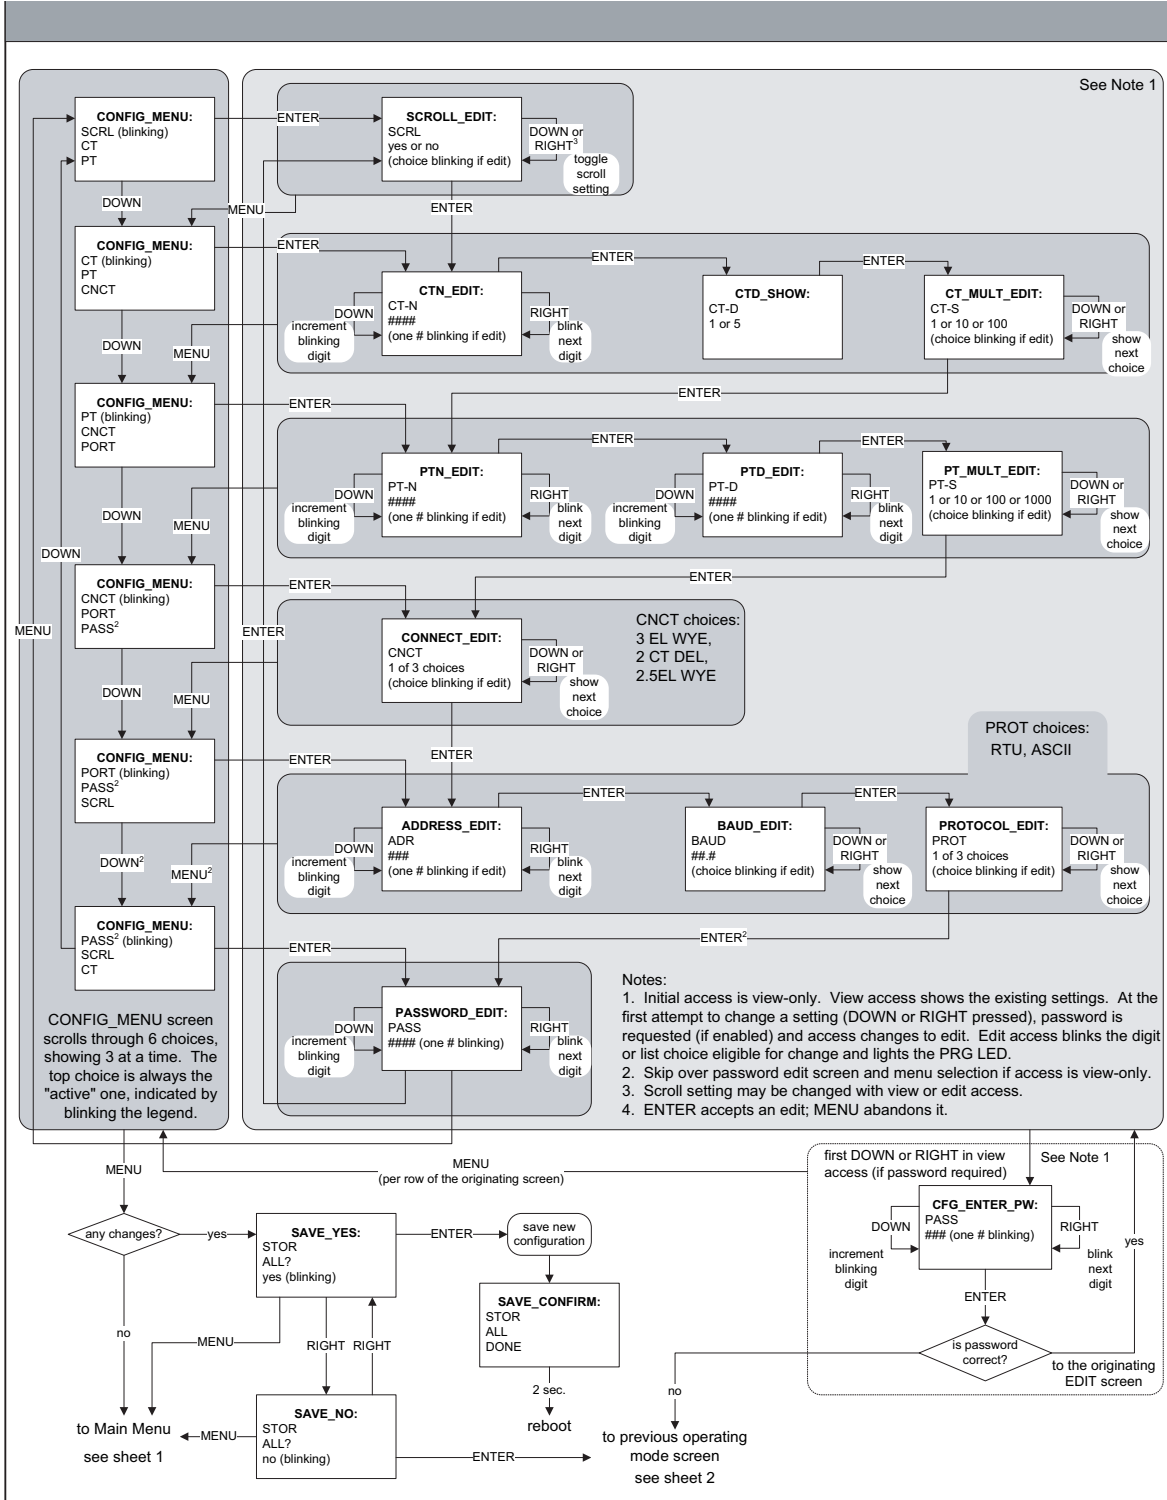 See Note 1
CONFIG_MENU:
SCRL (blinking)
CT
PT
ENTER
SCROLL_EDIT:
SCRL
yes or no
(choice blinking if edit)
DOWN or
RIGHT³
toggle
scroll
setting
DOWN
MENU
ENTER
CONFIG_MENU:
CT (blinking)
PT
CNCT
ENTER
CTN_EDIT:
CT-N
####
(one # blinking if edit)
DOWN
increment
blinking
digit
RIGHT
blink
next
digit
ENTER
CTD_SHOW:
CT-D
1 or 5
ENTER
CT_MULT_EDIT:
CT-S
1 or 10 or 100
(choice blinking if edit)
DOWN or
RIGHT
show
next
choice
DOWN
MENU
ENTER
CONFIG_MENU:
PT (blinking)
CNCT
PORT
ENTER
PTN_EDIT:
PT-N
####
(one # blinking if edit)
DOWN
increment
blinking
digit
RIGHT
blink
next
digit
ENTER
PTD_EDIT:
PT-D
####
(one # blinking if edit)
DOWN
increment
blinking
digit
RIGHT
blink
next
digit
ENTER
PT_MULT_EDIT:
PT-S
1 or 10 or 100 or 1000
(choice blinking if edit)
DOWN or
RIGHT
show
next
choice
DOWN
MENU
DOWN
ENTER
CONFIG_MENU:
CNCT (blinking)
PORT
PASS²
ENTER
MENU
ENTER
CONNECT_EDIT:
CNCT
1 of 3 choices
(choice blinking if edit)
DOWN or
RIGHT
show
next
choice
CNCT choices:
3 EL WYE,
2 CT DEL,
2.5EL WYE
DOWN
MENU
ENTER
PROT choices:
RTU, ASCII
CONFIG_MENU:
PORT (blinking)
PASS²
SCRL
ENTER
ADDRESS_EDIT:
ADR
###
(one # blinking if edit)
DOWN
increment
blinking
digit
RIGHT
blink
next
digit
ENTER
BAUD_EDIT:
BAUD
##.#
(choice blinking if edit)
DOWN or
RIGHT
show
next
choice
ENTER
PROTOCOL_EDIT:
PROT
1 of 3 choices
(choice blinking if edit)
DOWN or
RIGHT
show
next
choice
DOWN²
MENU²
ENTER²
CONFIG_MENU:
PASS² (blinking)
SCRL
CT
ENTER
PASSWORD_EDIT:
PASS
#### (one # blinking)
DOWN
increment
blinking
digit
RIGHT
blink
next
digit
CONFIG_MENU screen
scrolls through 6 choices,
showing 3 at a time. The
top choice is always the
"active" one, indicated by
blinking the legend.
Notes:
1. Initial access is view-only. View access shows the existing settings. At the
first attempt to change a setting (DOWN or RIGHT pressed), password is
requested (if enabled) and access changes to edit. Edit access blinks the digit
or list choice eligible for change and lights the PRG LED.
2. Skip over password edit screen and menu selection if access is view-only.
3. Scroll setting may be changed with view or edit access.
4. ENTER accepts an edit; MENU abandons it.
MENU
MENU
(per row of the originating screen)
first DOWN or RIGHT in view
access (if password required)
See Note 1
CFG_ENTER_PW:
PASS
### (one # blinking)
DOWN
increment
blinking
digit
RIGHT
blink
next
digit
yes
ENTER
is password
correct?
to the originating
EDIT screen
no
to previous operating
mode screen
see sheet 2
any changes?
yes
SAVE_YES:
STOR
ALL?
yes (blinking)
ENTER
save new
configuration
SAVE_CONFIRM:
STOR
ALL
DONE
2 sec.
reboot
no
MENU
RIGHT
RIGHT
SAVE_NO:
STOR
ALL?
no (blinking)
MENU
ENTER
to Main Menu
see sheet 1